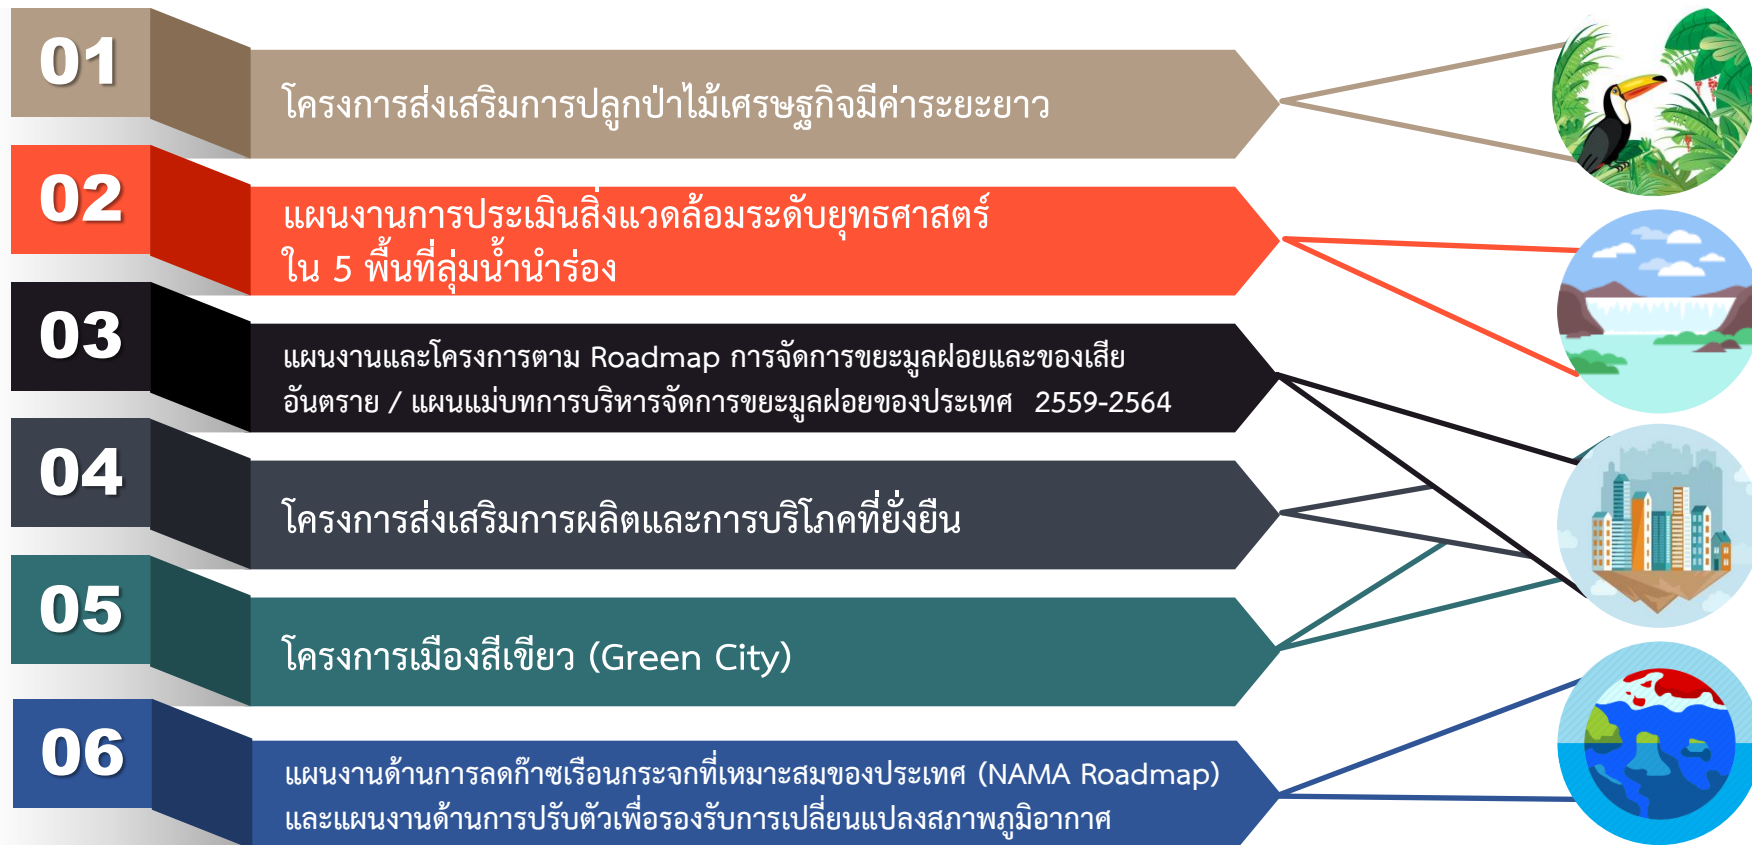 01
โครงการส่งเสริมการปลูกป่าไม้เศรษฐกิจมีค่าระยะยาว
02
แผนงานการประเมินสิ่งแวดล้อมระดับยุทธศาสตร์
ใน 5 พื้นที่ลุ่มน้ำนำร่อง
03
แผนงานและโครงการตาม Roadmap การจัดการขยะมูลฝอยและของเสีย
อันตราย / แผนแม่บทการบริหารจัดการขยะมูลฝอยของประเทศ 2559-2564
04
โครงการส่งเสริมการผลิตและการบริโภคที่ยั่งยืน
05
โครงการเมืองสีเขียว (Green City)
06
แผนงานด้านการลดก๊าซเรือนกระจกที่เหมาะสมของประเทศ (NAMA Roadmap)
และแผนงานด้านการปรับตัวเพื่อรองรับการเปลี่ยนแปลงสภาพภูมิอากาศ